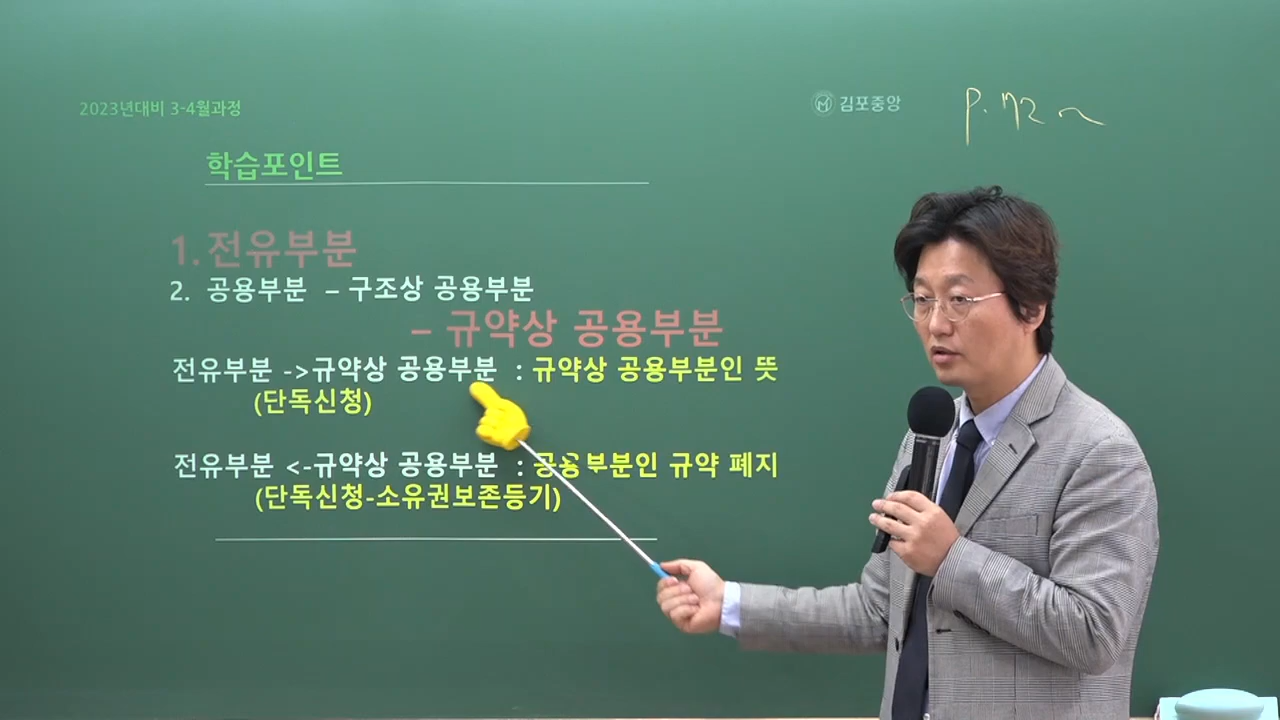 2023년대비 3-4월과정
김포중앙
p.72~
학습포인트
1. 전유부분
2. 공용부분 – 구조상 공용부분
– 규약상 공용부분
전유부분 ->규약상 공용부분 : 규약상 공용부분인 뜻
(단독신청)
전유부분 <-규약상 공용부분 : 공용부분인 규약 폐지
(단독신청-소유권보존등기)